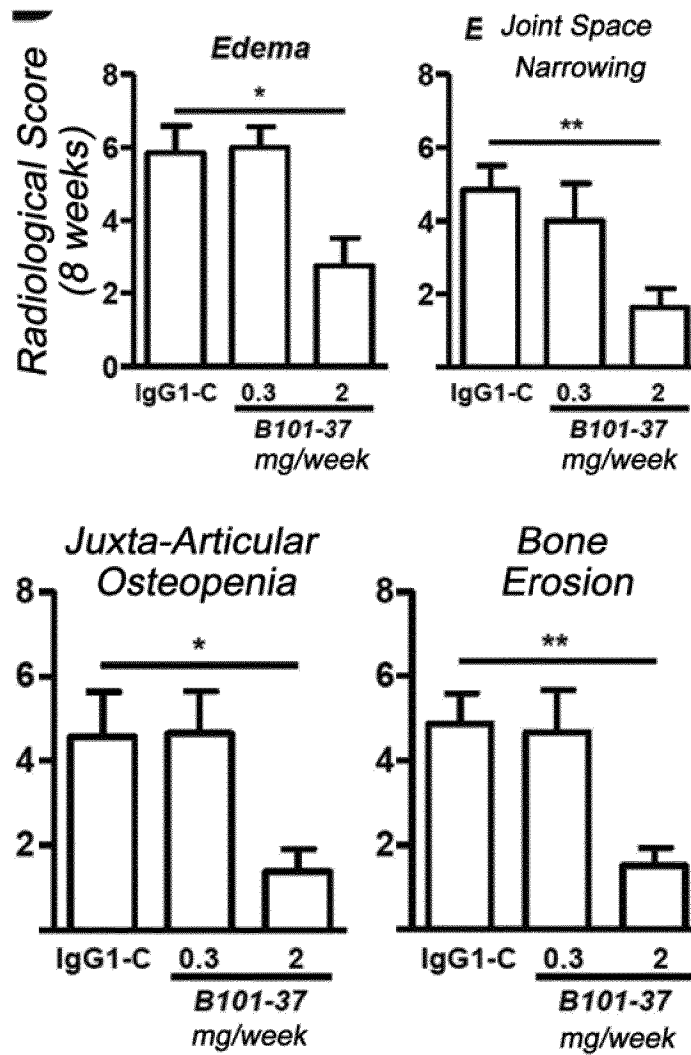 Edema
E Joint Space
Narrowing
Radiological Score
(8 weeks)
8
*
6
4
2
0
IgG1-C 0.3 2
B101-37
mg/week
8
**
6
4
2
IgG1-C 0.3 2
B101-37
mg/week
Juxta-Articular
Osteopenia
8
*
6
4
2
IgG1-C 0.3 2
B101-37
mg/week
Bone
Erosion
8
**
6
4
2
IgG1-C 0.3 2
B101-37
mg/week